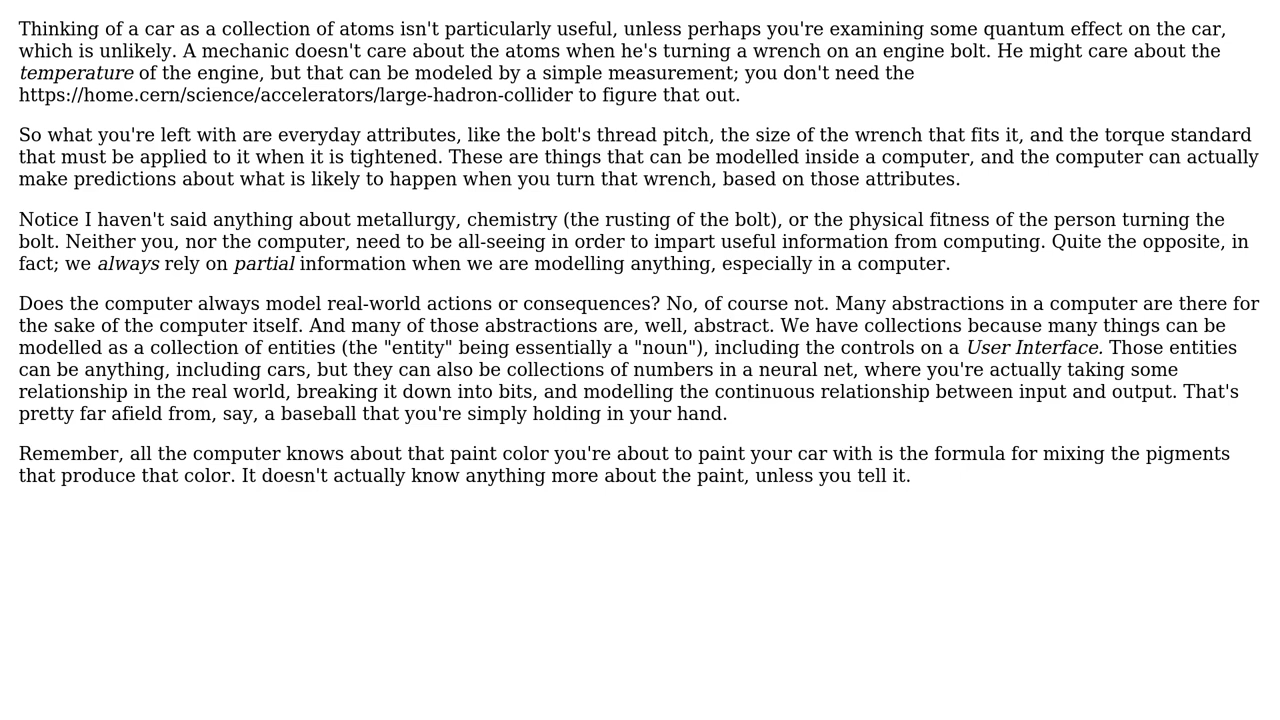 Thinking of a car as a collection of atoms isn't particularly useful, unless perhaps you're examining some quantum effect on the car,
which is unlikely. A mechanic doesn't care about the atoms when he's turning a wrench on an engine bolt. He might care about the
temperature of the engine, but that can be modeled by a simple measurement; you don't need the
https://home.cern/science/accelerators/large-hadron-collider to figure that out.
So what you're left with are everyday attributes, like the bolt's thread pitch, the size of the wrench that fits it, and the torque standard
that must be applied to it when it is tightened. These are things that can be modelled inside a computer, and the computer can actually
make predictions about what is likely to happen when you turn that wrench, based on those attributes.
Notice I haven't said anything about metallurgy, chemistry (the rusting of the bolt), or the physical fitness of the person turning the
bolt. Neither you, nor the computer, need to be all-seeing in order to impart useful information from computing. Quite the opposite, in
fact; we always rely on partial information when we are modelling anything, especially in a computer.
Does the computer always model real-world actions or consequences? No, of course not. Many abstractions in a computer are there for
the sake of the computer itself. And many of those abstractions are, well, abstract. We have collections because many things can be
modelled as a collection of entities (the "entity" being essentially a "noun"), including the controls on a User Interface. Those entities
can be anything, including cars, but they can also be collections of numbers in a neural net, where you're actually taking some
relationship in the real world, breaking it down into bits, and modelling the continuous relationship between input and output. That's
pretty far afield from, say, a baseball that you're simply holding in your hand.
Remember, all the computer knows about that paint color you're about to paint your car with is the formula for mixing the pigments
that produce that color. It doesn't actually know anything more about the paint, unless you tell it.